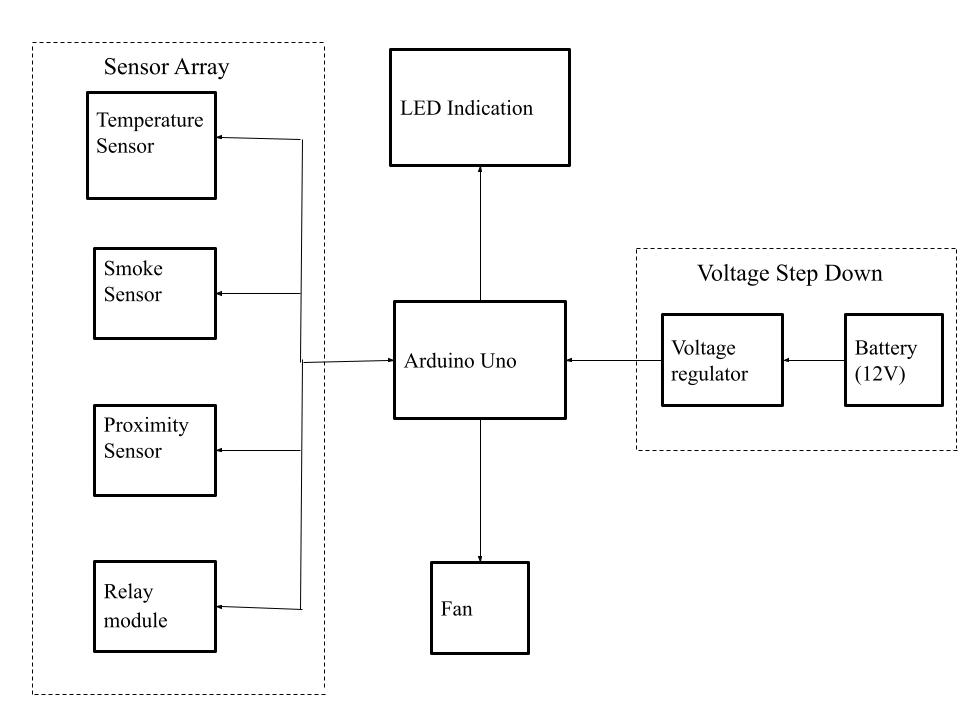 Sensor Array
Temperature
Sensor
Smoke
Sensor
Proximity
Sensor
Relay
module
LED Indication
Arduino Uno
Fan
Voltage Step Down
Voltage
regulator
Battery
(12V)